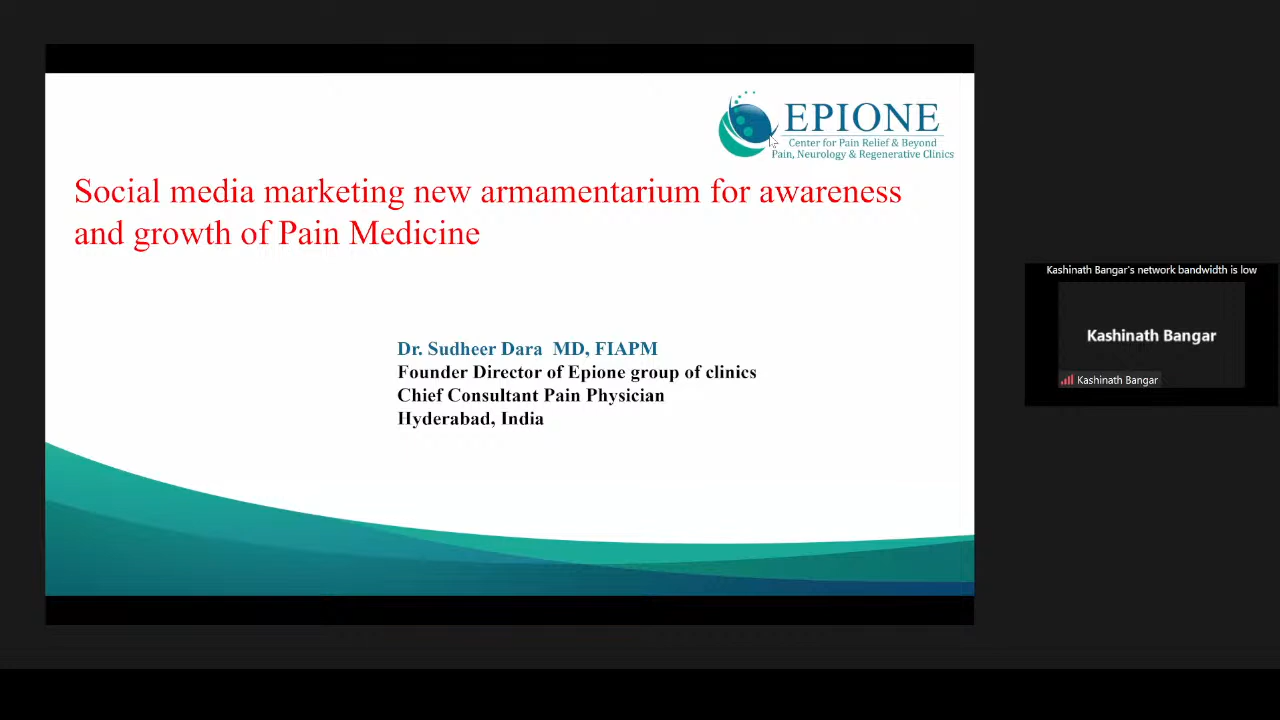 EPIONE
Center for Pain Relief & Beyond
Pain, Neurology & Regenerative Clinics
Social media marketing new armamentarium for awareness
and growth of Pain Medicine
Dr. Sudheer Dara MD, FIAPM
Founder Director of Epione group of clinics
Chief Consultant Pain Physician
Hyderabad, India
Kashinath Bangar's network bandwidth is low
Kashinath Bangar
Kashinath Bangar